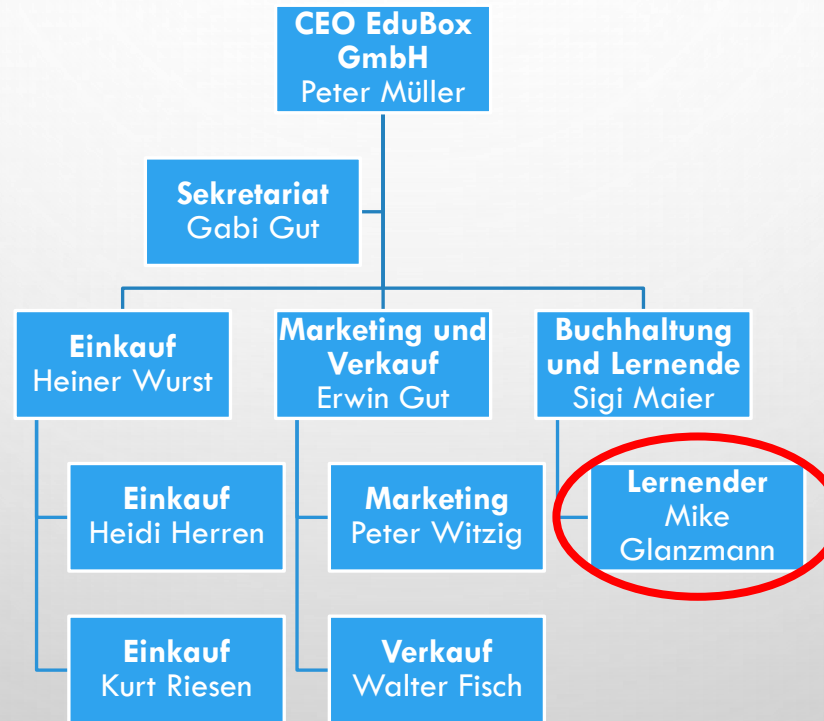 CEO EduBox
GmbH
Peter Müller
Sekretariat
Gabi Gut
Einkauf
Heiner Wurst
Marketing und
Verkauf
Erwin Gut
Buchhaltung
und Lernende
Sigi Maier
Einkauf
Heidi Herren
Marketing
Peter Witzig
Lernender
Mike
Glanzmann
Einkauf
Kurt Riesen
Verkauf
Walter Fisch